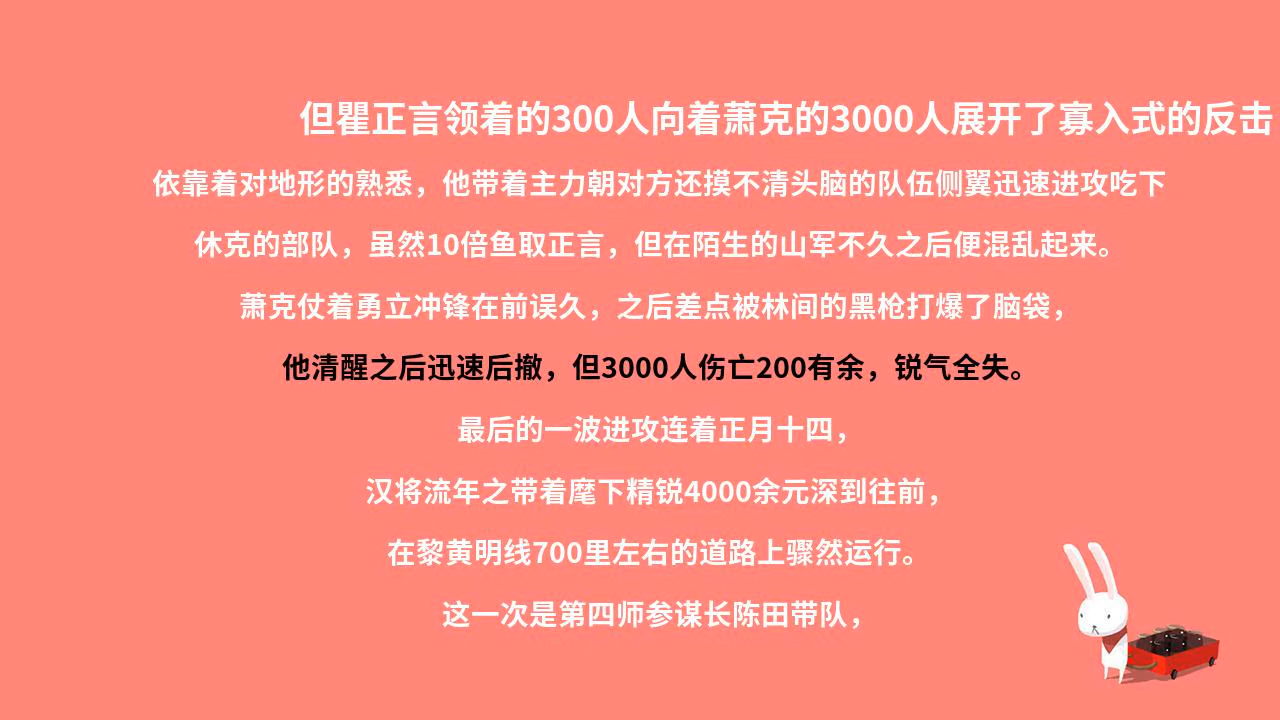 但瞿正言领着的300人向着萧克的3000人展开了寡入式的反击
依靠着对地形的熟悉，他带着主力朝对方还摸不清头脑的队伍侧翼迅速进攻吃下
休克的部队，虽然10倍鱼取正言，但在陌生的山军不久之后便混乱起来。
萧克仗着勇立冲锋在前误久，之后差点被林间的黑枪打爆了脑袋，
他清醒之后迅速后撤，但3000人伤亡200有余，锐气全失。
最后的一波进攻连着正月十四，
汉将流年之带着麾下精锐4000余元深到往前，
在黎黄明线700里左右的道路上骤然运行。
这一次是第四师参谋长陈田带队，